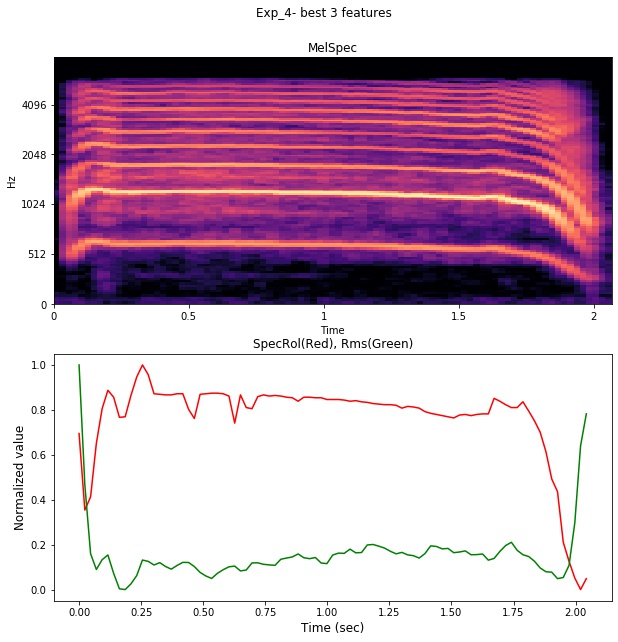 Exp_4- best 3 features
MelSpec
4096
2048
1024
512
0
Hz
0 0.5 1 1.5 2
Time
SpecRol(Red), Rms(Green)
1.0
0.8
0.6
0.4
0.2
0.0
Normalized value
0.00 0.25 0.50 0.75 1.00 1.25 1.50 1.75 2.00
Time (sec)